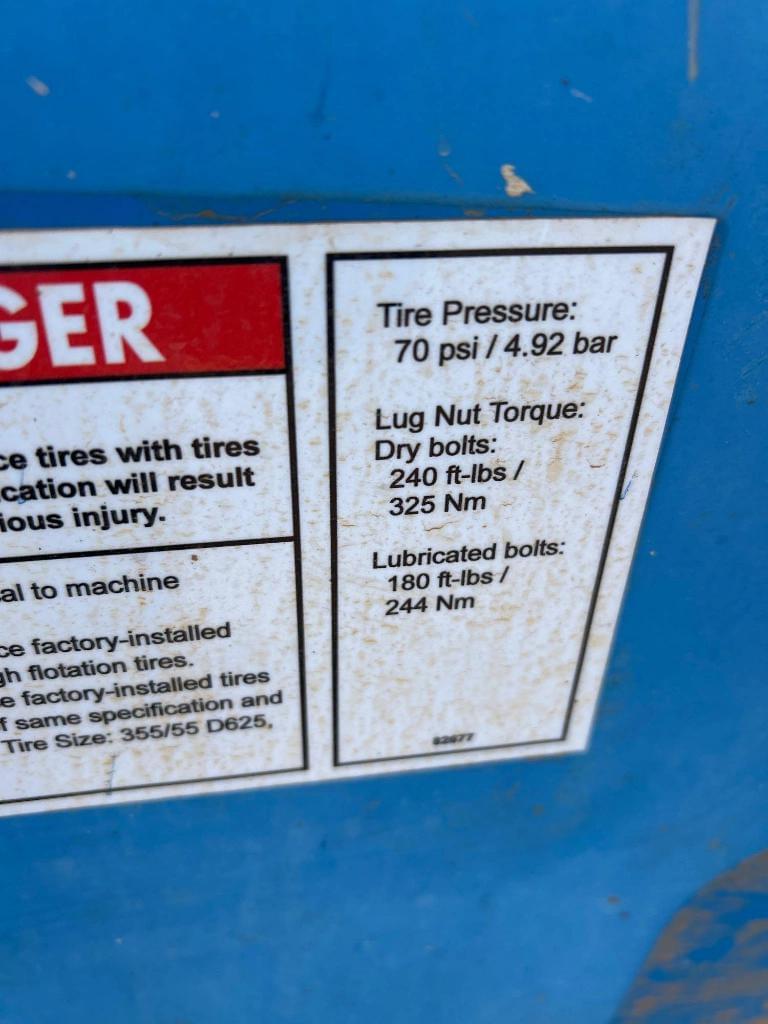 GER
ce tires with tires
ication will result
ious injury.
al to machine
ce factory-installed
gh flotation tires.
e factory-installed tires
f same specification and
Tire Size: 355/55 D625,
Tire Pressure:
70 psi / 4.92 bar
Lug Nut Torque:
Dry bolts:
240 ft-lbs /
325 Nm
Lubricated bolts:
180 ft-lbs /
244 Nm
82677